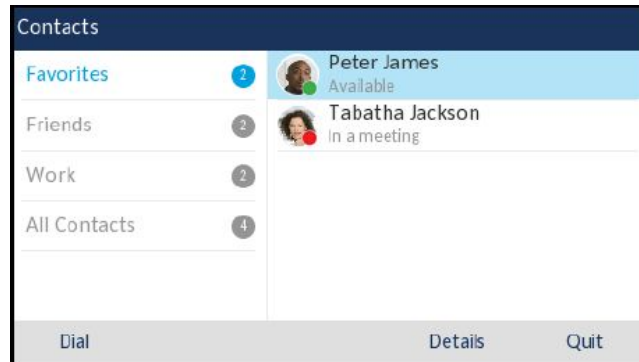 Contacts
Favorites 2
Friends 2
Work 2
All Contacts 4
Peter James
Available
Tabatha Jackson
In a meeting
Dial Details Quit